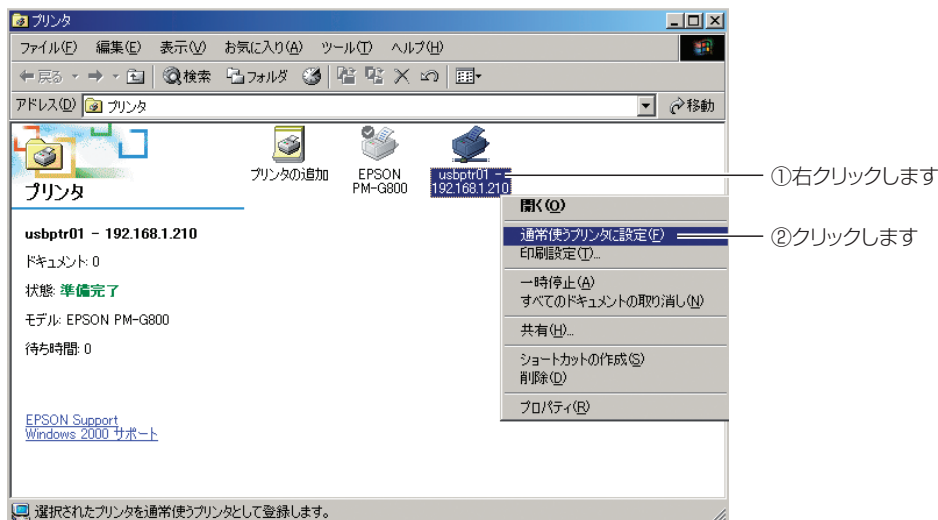 プリンタ
ファイル(F) 編集(E) 表示(V) お気に入り(A) ツール(T) ヘルプ(H)
戻る 検索 フォルダ
アドレス(D) プリンタ 移動
プリンタ
プリンタの追加
EPSON
PM-G800
usbptr01 -
192.168.1.210
①右クリックします
usbptr01 - 192.168.1.210
ドキュメント: 0
状態: 準備完了
モデル: EPSON PM-G800
待ち時間: 0
EPSON Support
Windows 2000 サポート
開く(O)
通常使うプリンタに設定(F)
②クリックします
印刷設定(T)...
一時停止(A)
すべてのドキュメントの取り消し(N)
共有(H)...
ショートカットの作成(S)
削除(D)
プロパティ(R)
選択されたプリンタを通常使うプリンタとして登録します。